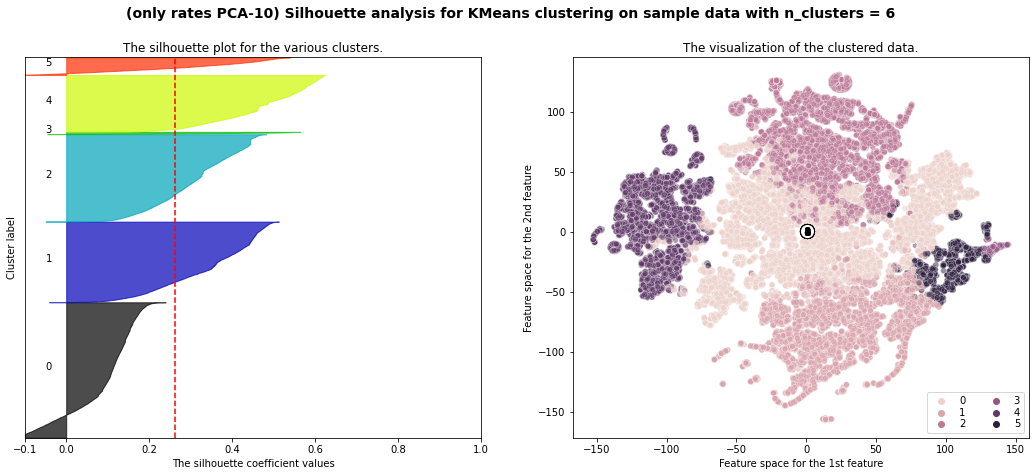 (only rates PCA-10) Silhouette analysis for KMeans clustering on sample data with n_clusters = 6
The silhouette plot for the various clusters.
5
4
3
2
1
0
Cluster label
−0.1 0.0 0.2 0.4 0.6 0.8 1.0
The silhouette coefficient values
The visualization of the clustered data.
100
50
0
−50
−100
−150
Feature space for the 2nd feature
0 3
1 4
2 5
−150 −100 −50 0 50 100 150
Feature space for the 1st feature